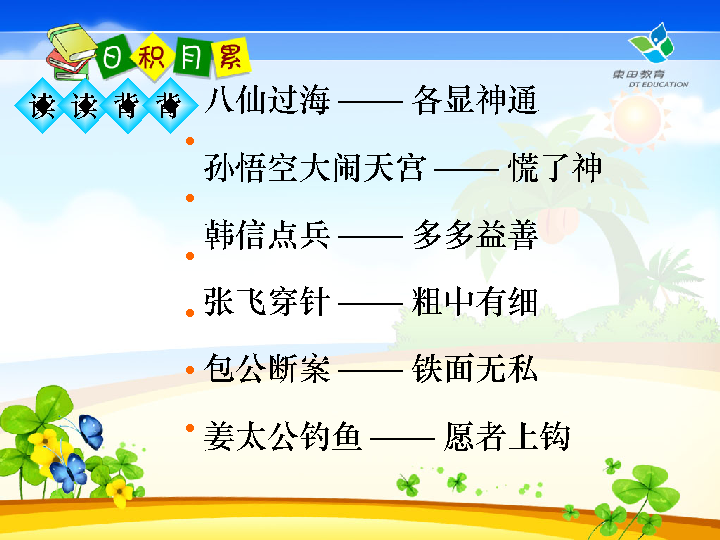 日积月累
東田教育
DT EDUCATION
读读背背
八仙过海 —— 各显神通
孙悟空大闹天宫 —— 慌了神
韩信点兵 —— 多多益善
张飞穿针 —— 粗中有细
包公断案 —— 铁面无私
姜太公钓鱼 —— 愿者上钩